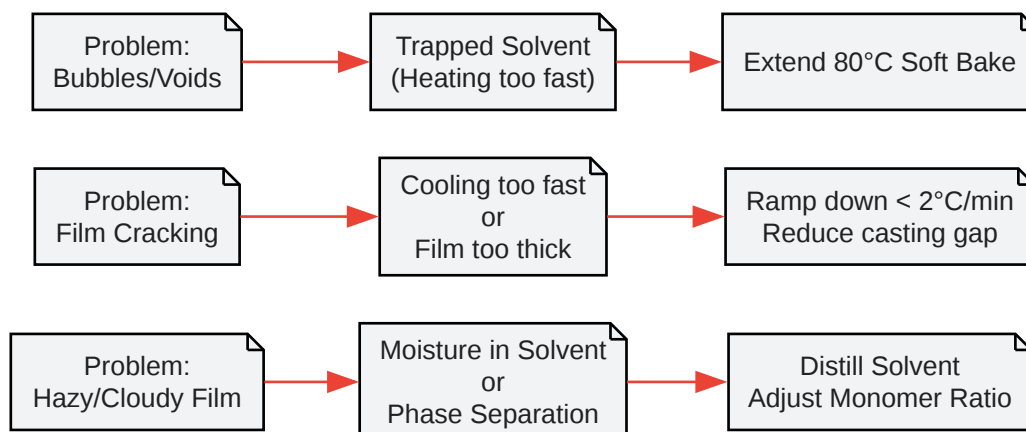 Problem:
Bubbles/Voids
Trapped Solvent
(Heating too fast)
Extend 80°C Soft Bake
Problem:
Film Cracking
Cooling too fast
or
Film too thick
Ramp down < 2°C/min
Reduce casting gap
Problem:
Hazy/Cloudy Film
Moisture in Solvent
or
Phase Separation
Distill Solvent
Adjust Monomer Ratio